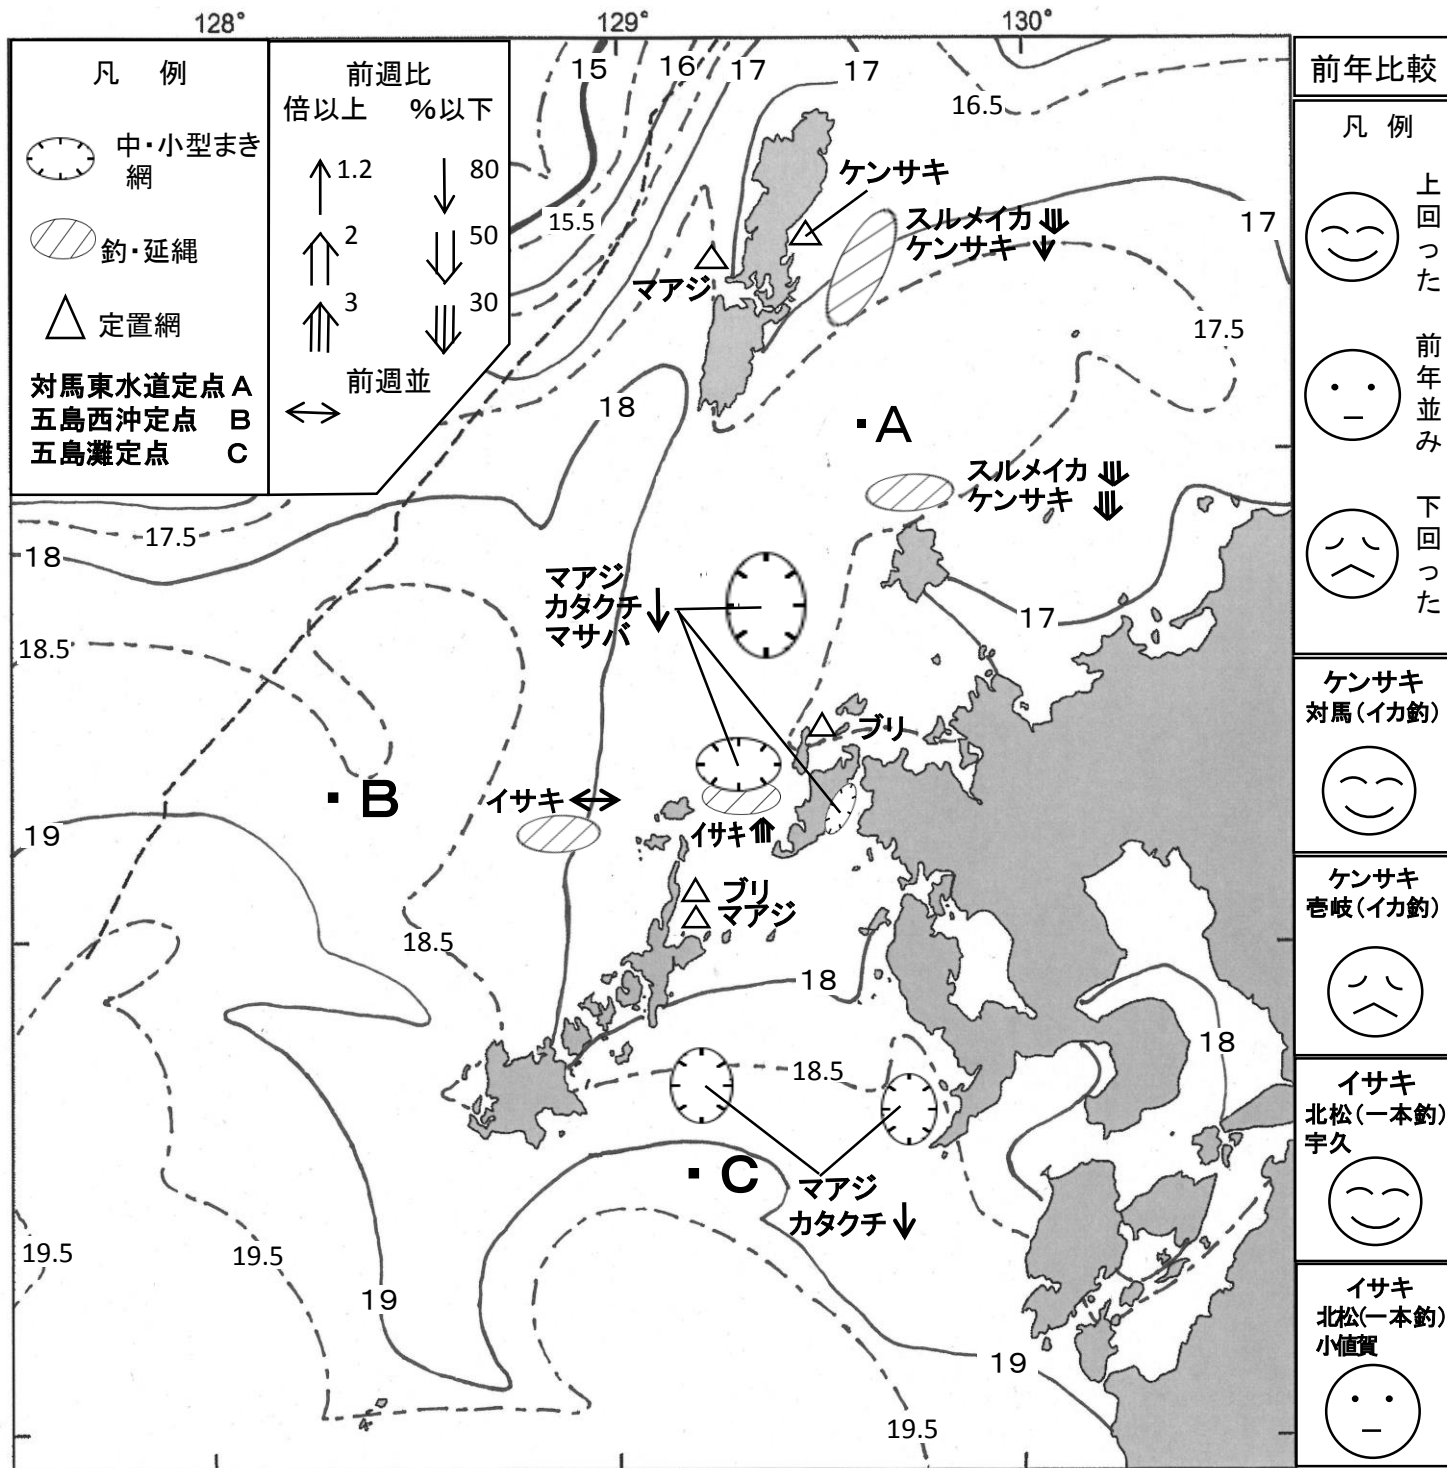 128°
129°
130°
凡 例
中・小型まき
網
釣・延縄
定置網
対馬東水道定点 A
五島西沖定点 B
五島灘定点 C
前週比
倍以上 %以下
1.2 80
2 50
3 30
前週並
15
16
17
17
16.5
15.5
ケンサキ
スルメイカ
ケンサキ
17
マアジ
17.5
18
A
スルメイカ
ケンサキ
17.5
18
マアジ
カタクチ
マサバ
17
18.5
ブリ
B
イサキ
19
イサキ
ブリ
マアジ
18.5
18
18
18.5
C
マアジ
カタクチ
19.5
19.5
19
19
19.5
前年比較
凡 例
上回った
前年並み
下回った
ケンサキ
対馬(イカ釣)
ケンサキ
壱岐(イカ釣)
イサキ
北松(一本釣)
宇久
イサキ
北松(一本釣)
小値賀